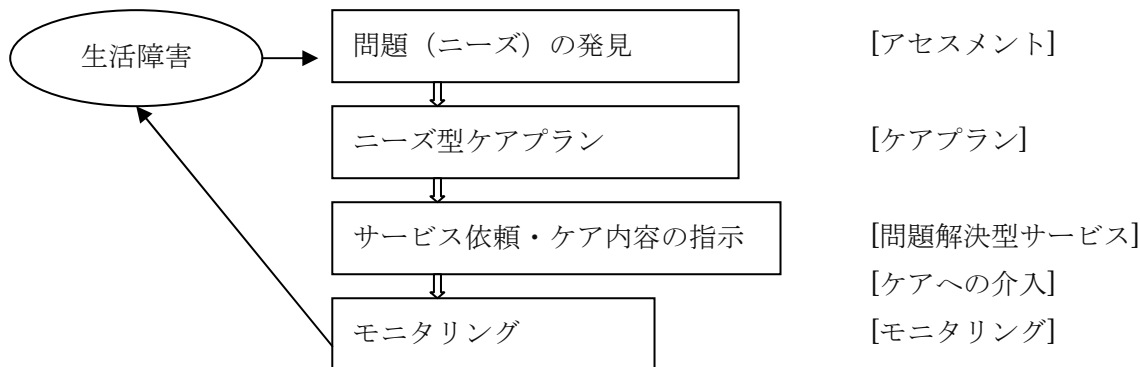 生活障害
問題（ニーズ）の発見
[アセスメント]
ニーズ型ケアプラン
[ケアプラン]
サービス依頼・ケア内容の指示
[問題解決型サービス]
[ケアへの介入]
モニタリング
[モニタリング]